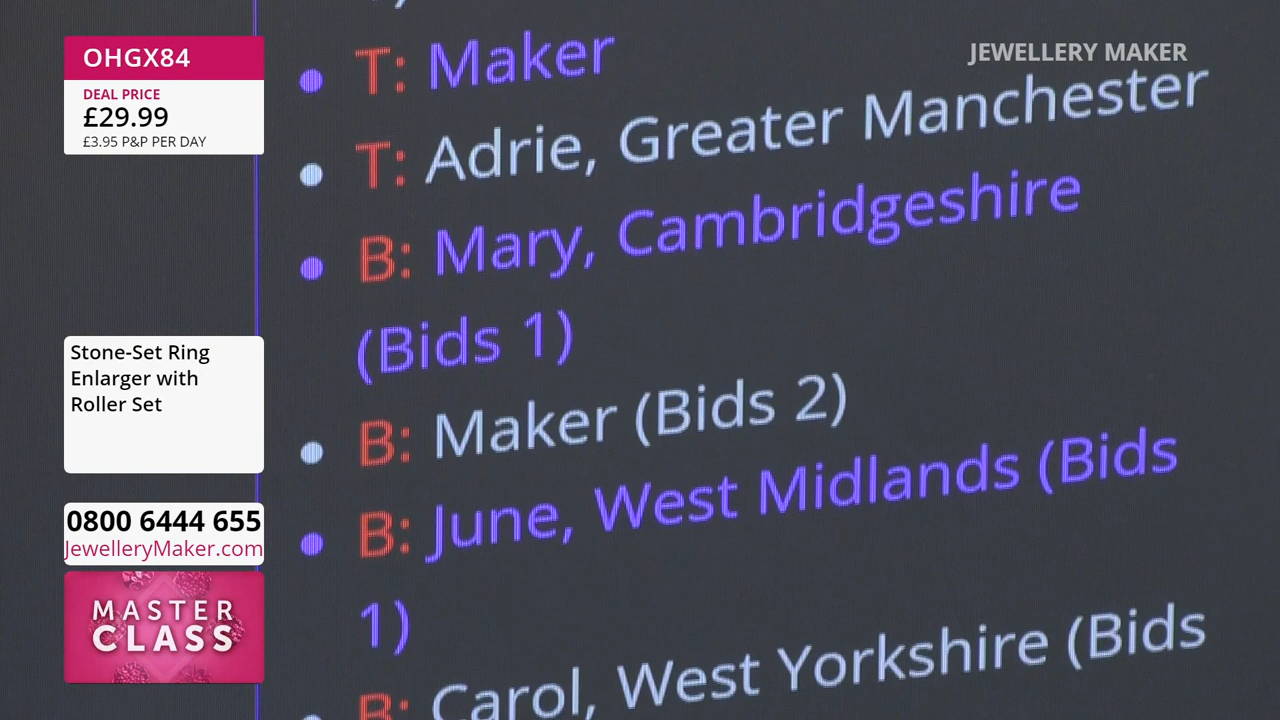 OHGX84
DEAL PRICE
£29.99
£3.95 P&P PER DAY
Stone-Set Ring
Enlarger with
Roller Set
0800 6444 655
JewelleryMaker.com
MASTER
CLASS
JEWELLERY MAKER
T: Maker
T: Adrie, Greater Manchester
B: Mary, Cambridgeshire
(Bids 1)
B: Maker (Bids 2)
B: June, West Midlands (Bids
1)
B: Carol, West Yorkshire (Bids